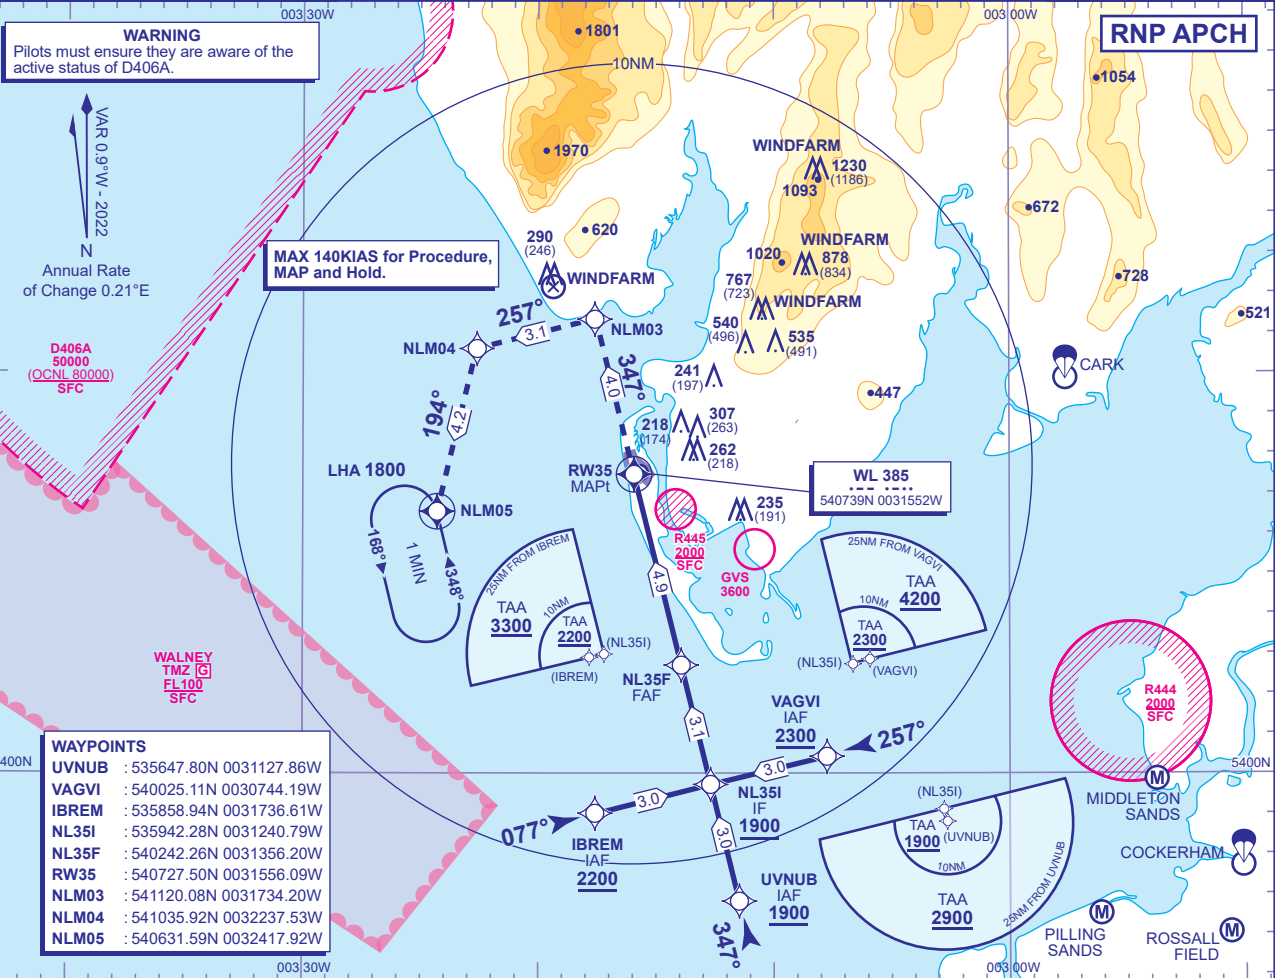 003 30W
003 00W
WARNING
Pilots must ensure they are aware of the
active status of D406A.
RNP APCH
1801
10NM
1054
VAR 0.9°W - 2022
N
Annual Rate
of Change 0.21°E
1970
WINDFARM
1230
(1186)
1093
672
620
290
(246)
WINDFARM
MAX 140KIAS for Procedure,
MAP and Hold.
WINDFARM
1020
878
(834)
728
767
(723)
WINDFARM
521
257°
3.1
NLM03
NLM04
540
(496)
535
(491)
D406A
50000
(OCNL 80000)
SFC
347°
4.0
241
(197)
CARK
447
194°
4.2
218
(174)
307
(263)
262
(218)
LHA 1800
RW35
MAPt
WL 385
540739N 0031552W
NLM05
235
(191)
R445
2000
SFC
GVS
3600
168°
1 MIN
348°
25NM FROM IBREM
TAA
3300
10NM
TAA
2200
(NL35I)
(IBREM)
4.9
25NM FROM VAGVI
TAA
4200
10NM
TAA
2300
(NL35I)
(VAGVI)
WALNEY
TMZ G
FL100
SFC
NL35F
FAF
R444
2000
SFC
VAGVI
IAF
2300
3.1
257°
3.0
400N
5400N
WAYPOINTS
UVNUB : 535647.80N 0031127.86W
VAGVI : 540025.11N 0030744.19W
IBREM : 535858.94N 0031736.61W
NL35I : 535942.28N 0031240.79W
NL35F : 540242.26N 0031356.20W
RW35 : 540727.50N 0031556.09W
NLM03 : 541120.08N 0031734.20W
NLM04 : 541035.92N 0032237.53W
NLM05 : 540631.59N 0032417.92W
NL35I
IF
1900
3.0
077°
IBREM
IAF
2200
3.0
UVNUB
IAF
1900
347°
(NL35I)
TAA
1900
(UVNUB)
10NM
TAA
2900
25NM FROM UVNUB
M
MIDDLETON
SANDS
COCKERHAM
M
PILLING
SANDS
M
ROSSALL
FIELD
003 30W
003 00W